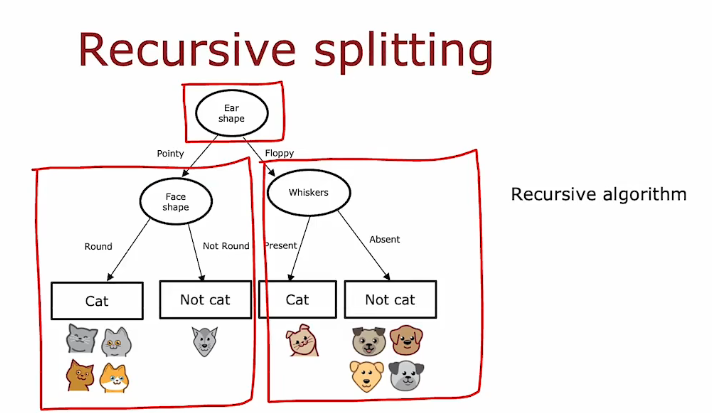 Recursive splitting
Ear
shape
Pointy
Floppy
Face
shape
Whiskers
Recursive algorithm
Round
Not Round
Present
Absent
Cat
Not cat
Cat
Not cat